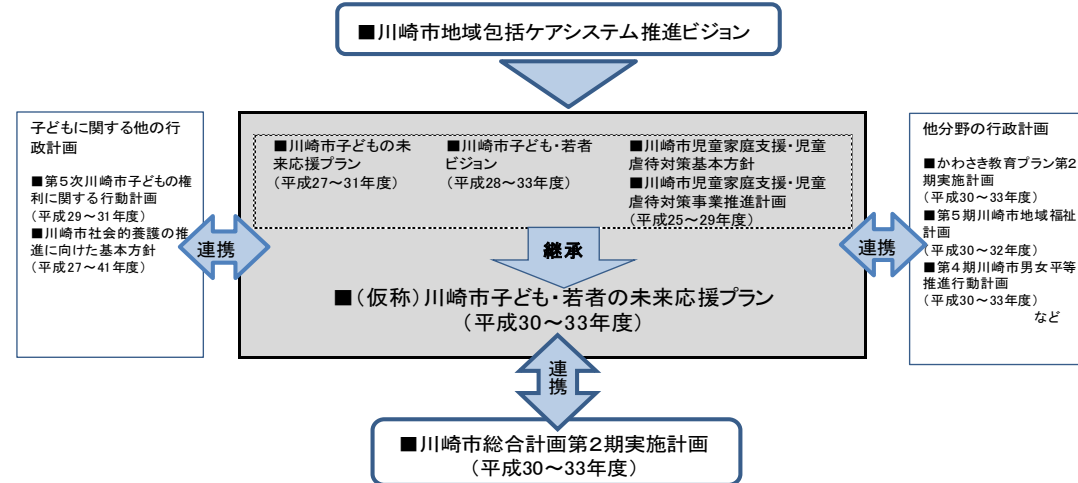 ■川崎市地域包括ケアシステム推進ビジョン
子どもに関する他の行
政計画
■第5次川崎市子どもの権
利に関する行動計画
(平成29~31年度)
■川崎市社会的養護の推
進に向けた基本方針
(平成27~41年度)
連携
■川崎市子どもの未
来応援プラン
(平成27~31年度)
■川崎市子ども・若者
ビジョン
(平成28~33年度)
■川崎市児童家庭支援・児童
虐待対策基本方針
■川崎市児童家庭支援・児童
虐待対策事業推進計画
(平成25~29年度)
継承
■(仮称)川崎市子ども・若者の未来応援プラン
(平成30~33年度)
連携
他分野の行政計画
■かわさき教育プラン第2
期実施計画
(平成30~33年度)
■第5期川崎市地域福祉
計画
(平成30~32年度)
■第4期川崎市男女平等
推進行動計画
(平成30~33年度)
など
連
携
■川崎市総合計画第2期実施計画
(平成30~33年度)